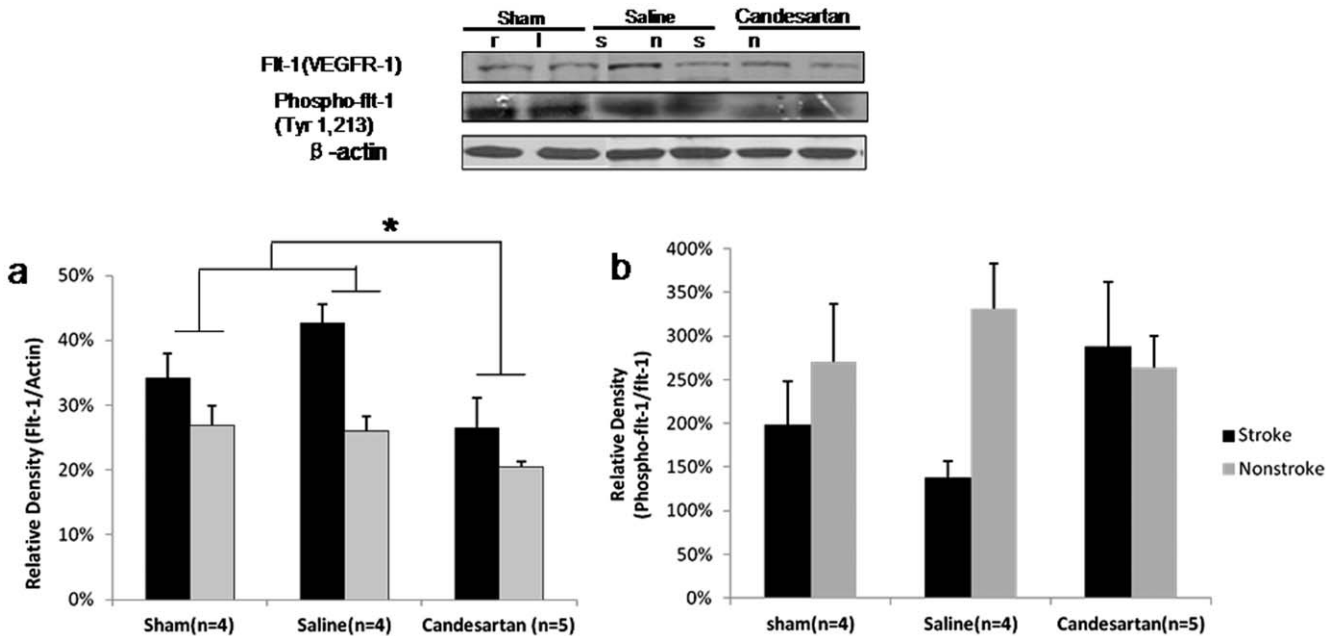 Sham Saline Candesartan
r l s n s n
Flt-1(VEGFR-1)
Phospho-flt-1
(Tyr 1,213)
β-actin
a
*
50%
40%
30%
20%
10%
0%
Relative Density (Flt-1/Actin)
Sham(n=4) Saline(n=4) Candesartan (n=5)
b
400%
350%
300%
250%
200%
150%
100%
50%
0%
Relative Density
(Phospho-flt-1/flt-1)
sham(n=4) Saline(n=4) Candesartan(n=5)
Stroke
Nonstroke